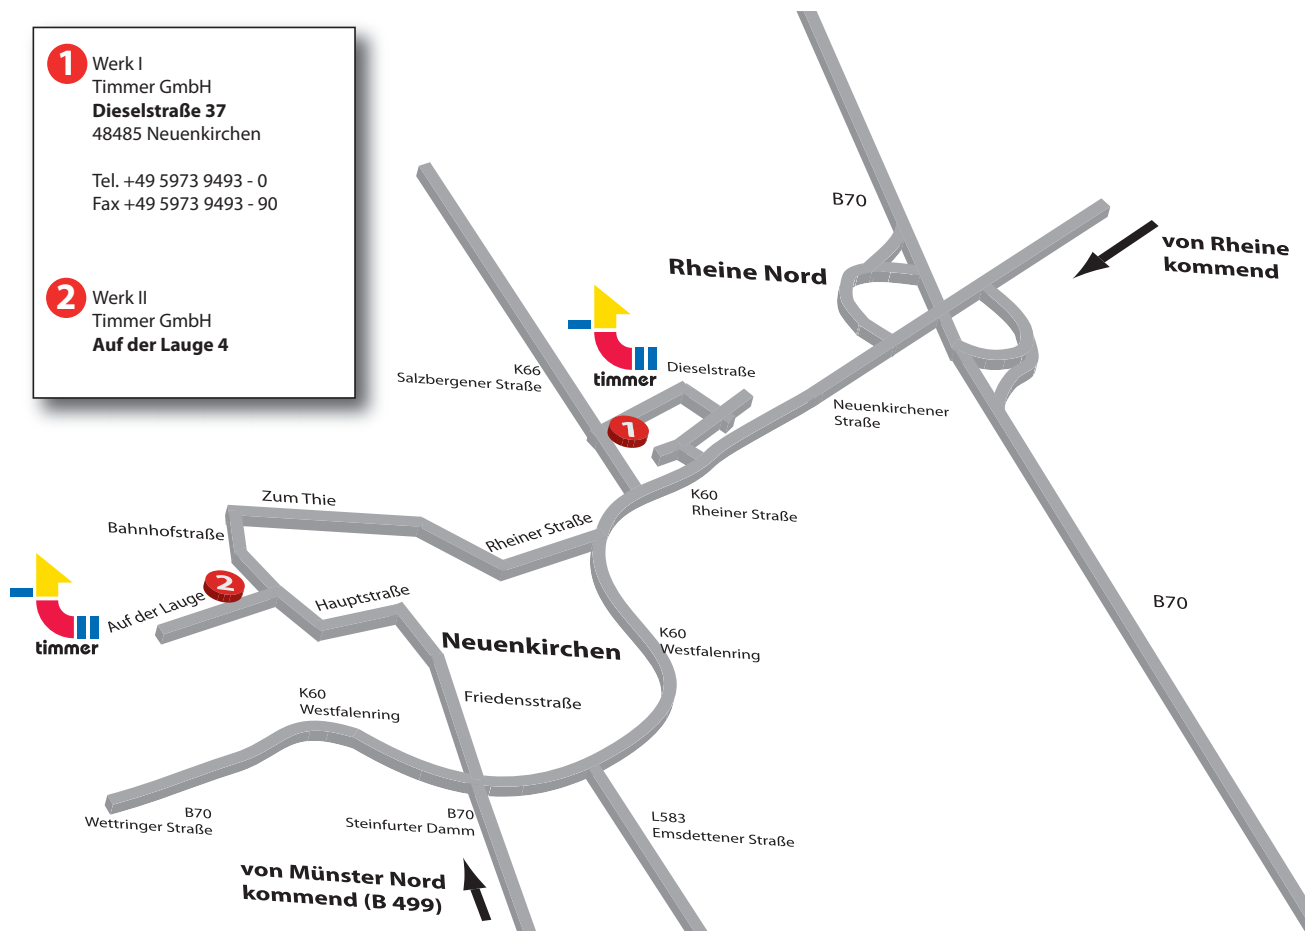 1
Werk I
Timmer GmbH
Dieselstraße 37
48485 Neuenkirchen
Tel. +49 5973 9493 - 0
Fax +49 5973 9493 - 90
2
Werk II
Timmer GmbH
Auf der Lauge 4
B70
von Rheine
kommend
Rheine Nord
timmer
Dieselstraße
K66
Salzbergener Straße
1
Neuenkirchener
Straße
K60
Rheiner Straße
Zum Thie
Rheiner Straße
Bahnhofstraße
2
Auf der Lauge
timmer
Hauptstraße
Neuenkirchen
K60
Westfalenring
B70
Friedensstraße
K60
Westfalenring
B70
Wettringer Straße
B70
Steinfurter Damm
L583
Emsdettener Straße
von Münster Nord
kommend (B 499)